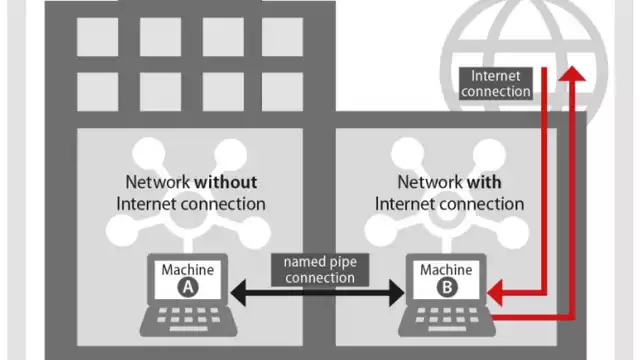 Internet
connection
Network without
Internet connection
Network with
Internet connection
Machine
A
named pipe
connection
Machine
B